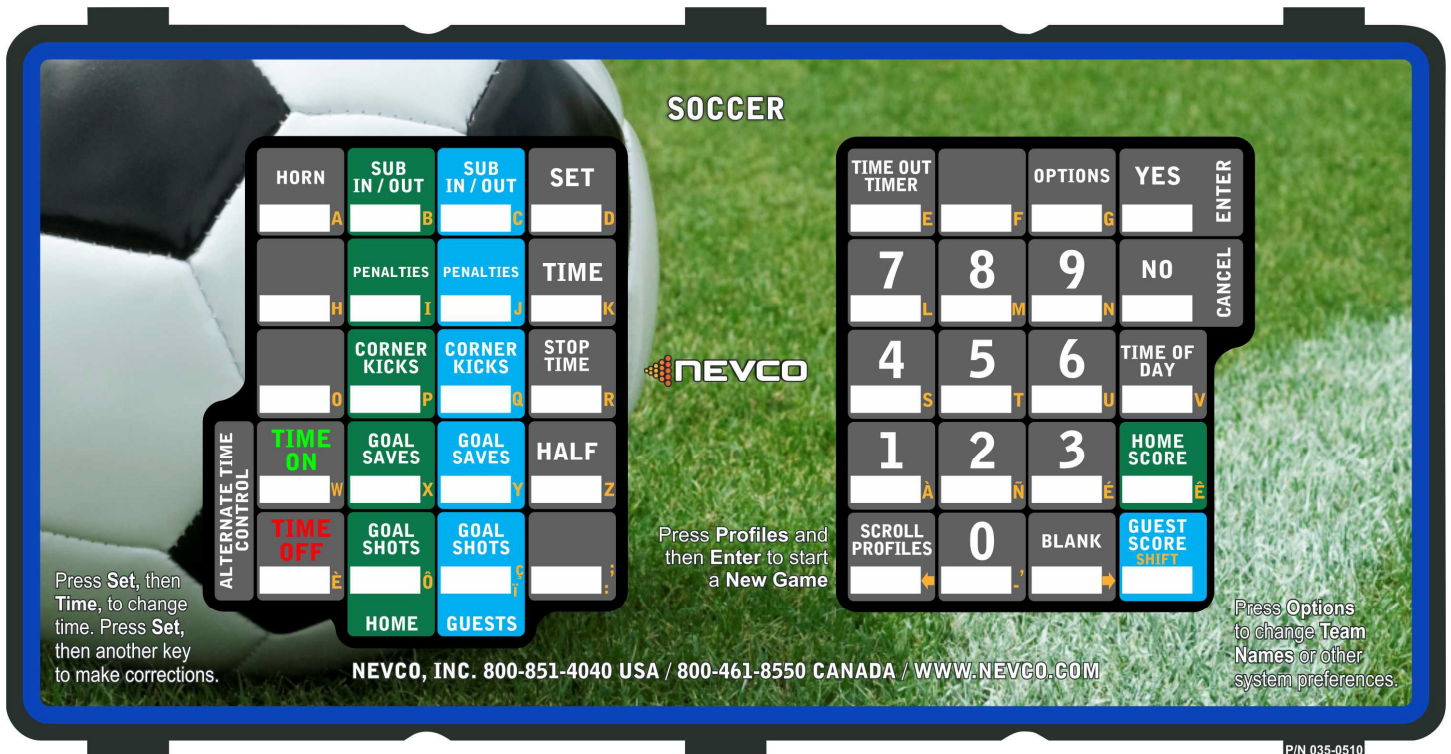 SOCCER
HORN
A
SUB
IN / OUT
B
SUB
IN / OUT
C
SET
D
H
PENALTIES
I
PENALTIES
J
TIME
K
O
CORNER
KICKS
P
CORNER
KICKS
Q
STOP
TIME
R
ALTERNATE TIME
CONTROL
TIME
ON
W
GOAL
SAVES
X
GOAL
SAVES
Y
HALF
Z
TIME
OFF
È
GOAL
SHOTS
Ô
GOAL
SHOTS
Ç
Ï
;
:
HOME
GUESTS
NEVCO
TIME OUT
TIMER
E
F
OPTIONS
G
YES
ENTER
7
L
8
M
9
N
NO
CANCEL
4
S
5
T
6
U
TIME OF
DAY
V
1
À
2
Ñ
3
É
HOME
SCORE
Ê
SCROLL
PROFILES
0
'
-
BLANK
GUEST
SCORE
SHIFT
Press Profiles and
then Enter to start
a New Game
Press Set, then
Time, to change
time. Press Set,
then another key
to make corrections.
Press Options
to change Team
Names or other
system preferences.
NEVCO, INC. 800-851-4040 USA / 800-461-8550 CANADA / WWW.NEVCO.COM
P/N 035-0510